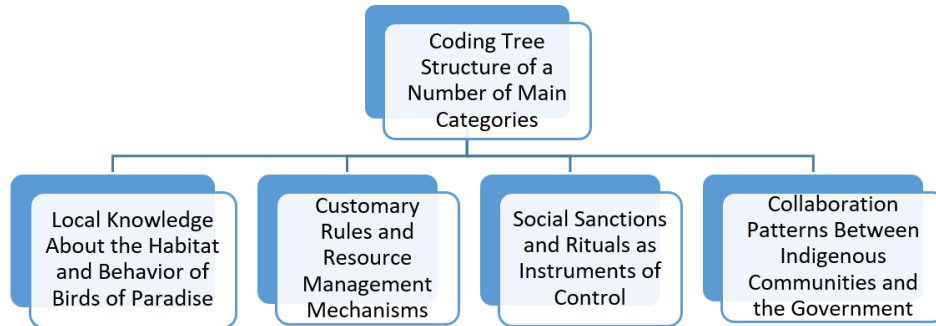 Coding Tree
Structure of a
Number of Main
Categories
Local Knowledge
About the Habitat
and Behavior of
Birds of Paradise
Customary
Rules and
Resource
Management
Mechanisms
Social Sanctions
and Rituals as
Instruments of
Control
Collaboration
Patterns Between
Indigenous
Communities and
the Government